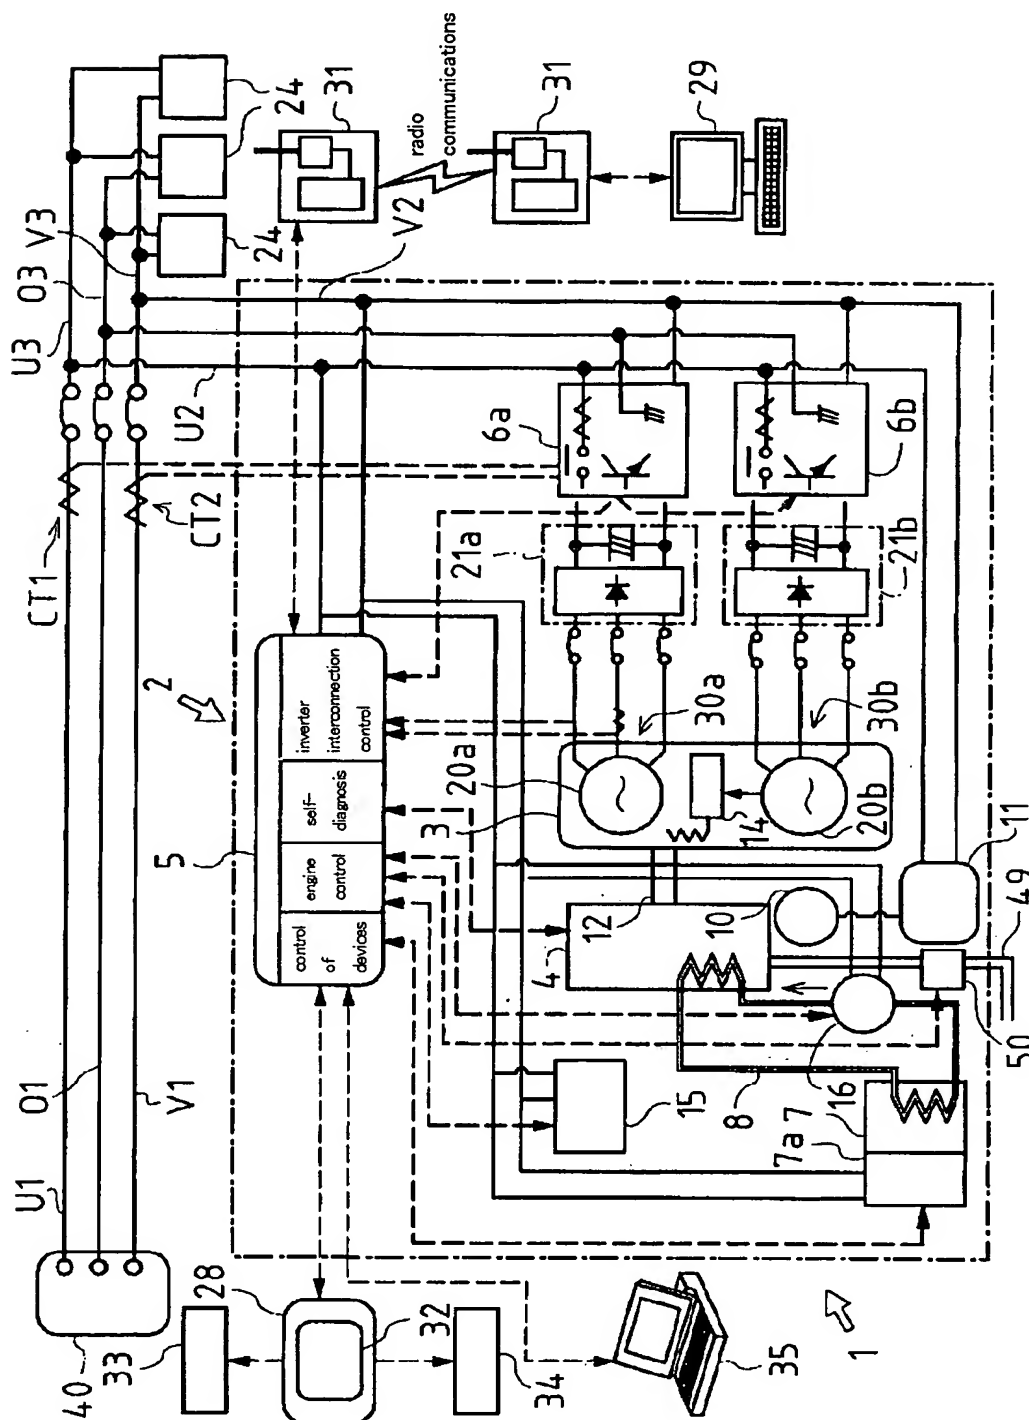 40
U1
O1
V1
CT1
CT2
U3
O3
V3
U2
V2
24
24
24
31
31
radio
communications
29
2
5
control
of
devices
engine
control
self-
diagnosis
inverter
interconnection
control
33
28
32
34
35
1
6a
6b
21a
21b
30a
30b
20a
20b
3
14
12
4
10
11
49
50
15
8
16
7
7a